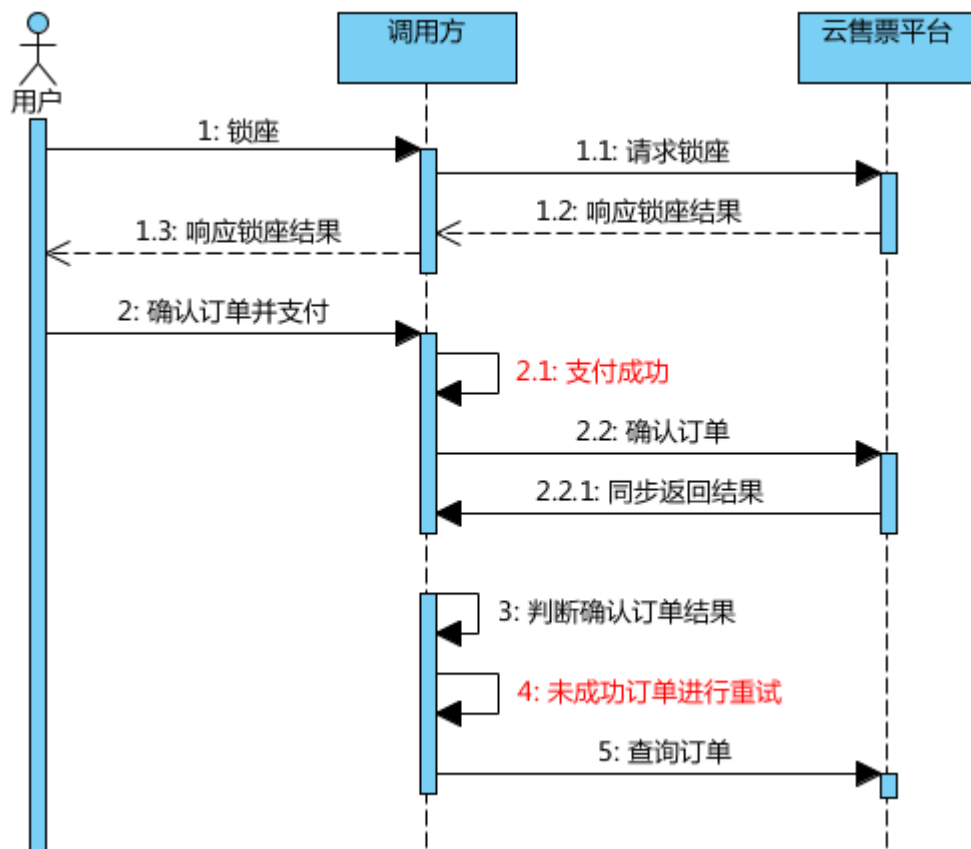 调用方
云售票平台
用户
1: 锁座
1.1: 请求锁座
1.2: 响应锁座结果
1.3: 响应锁座结果
2: 确认订单并支付
2.1: 支付成功
2.2: 确认订单
2.2.1: 同步返回结果
3: 判断确认订单结果
4: 未成功订单进行重试
5: 查询订单